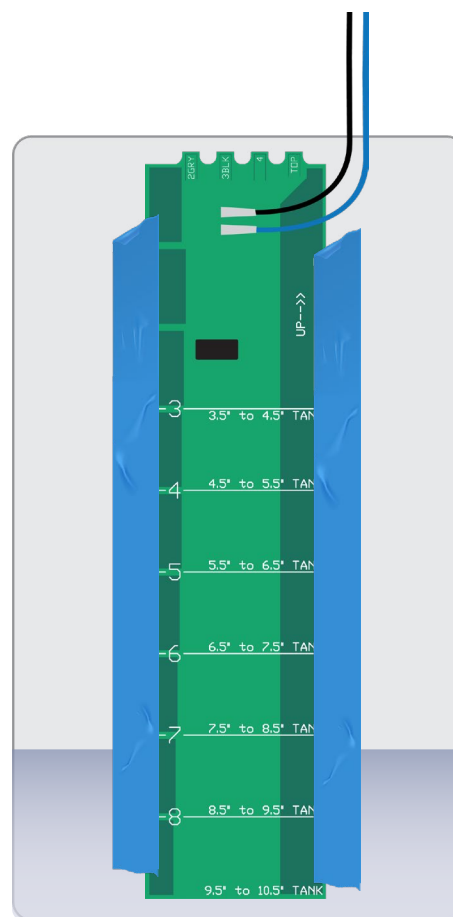 2GRY 3BLK 4 TOP
UP-->>
3
3.5" to 4.5" TAN
4
4.5" to 5.5" TAN
5
5.5" to 6.5" TAN
6
6.5" to 7.5" TAN
7
7.5" to 8.5" TAN
8
8.5" to 9.5" TAN
9.5" to 10.5" TANK